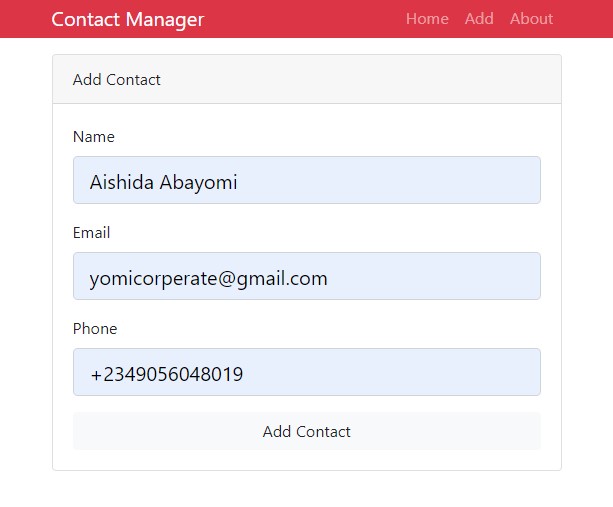 Contact Manager Home Add About
Add Contact
Name
Aishida Abayomi
Email
yomicorperate@gmail.com
Phone
+2349056048019
Add Contact